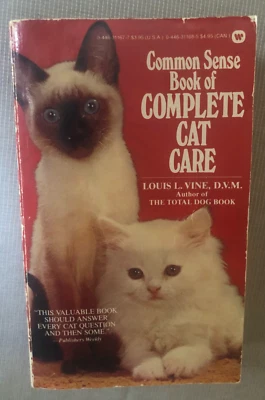 Common Sense
Book of
COMPLETE
CAT
CARE
LOUIS L. VINE, D.V.M.
Author of
THE TOTAL DOG BOOK
"THIS VALUABLE BOOK
SHOULD ANSWER
EVERY CAT QUESTION
AND THEN SOME."
Publishers Weekly